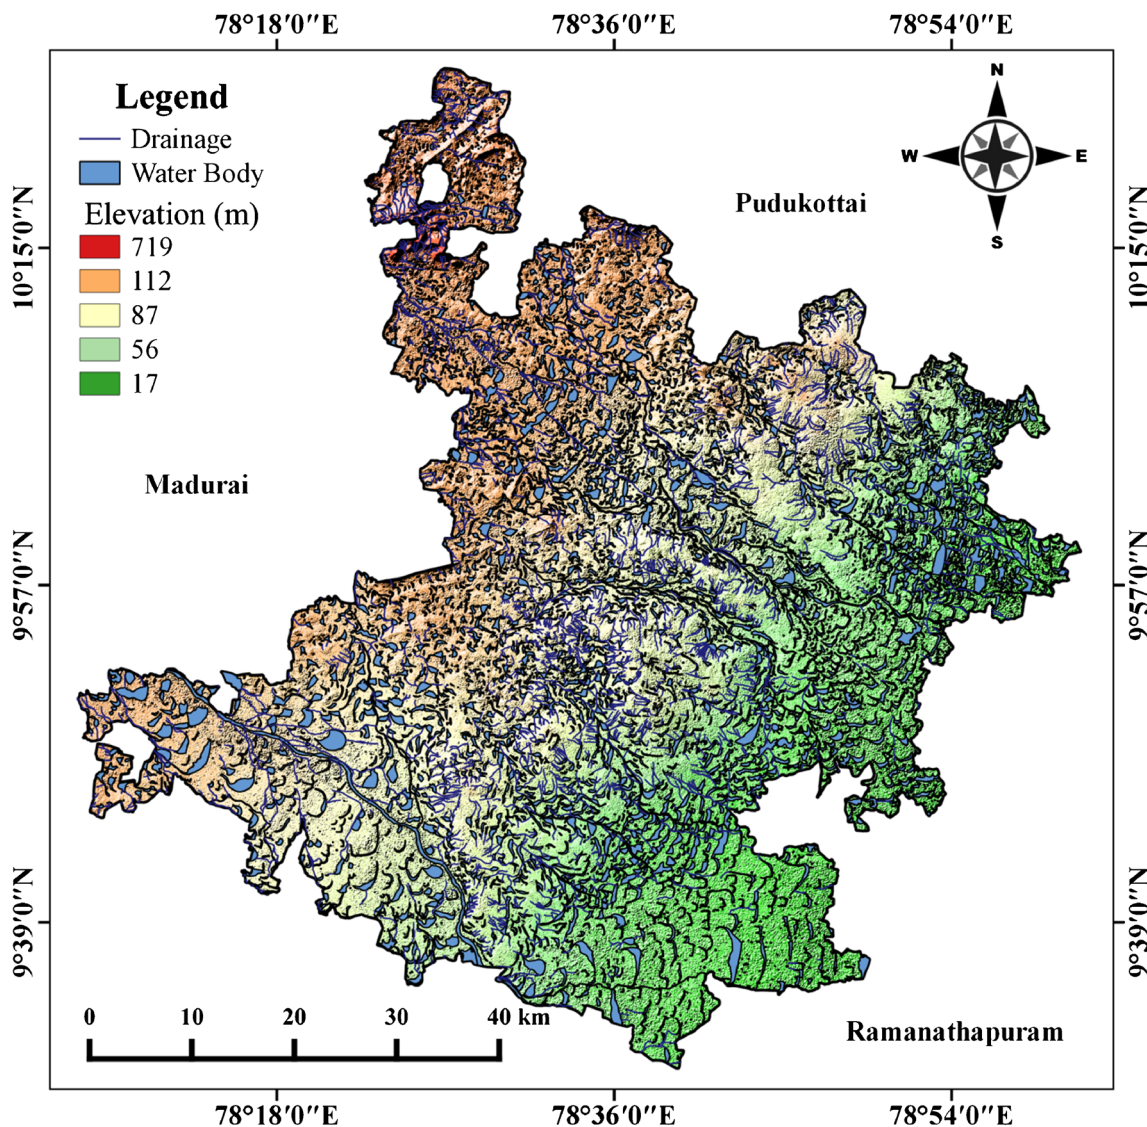 78°18'0"E 78°36'0"E 78°54'0"E
Legend
Drainage
Water Body
Elevation (m)
719
112
87
56
17
N
W E
S
Pudukottai
10°15'0"N 10°15'0"N
Madurai
9°57'0"N 9°57'0"N
9°39'0"N 9°39'0"N
0 10 20 30 40 km
Ramanathapuram
78°18'0"E 78°36'0"E 78°54'0"E